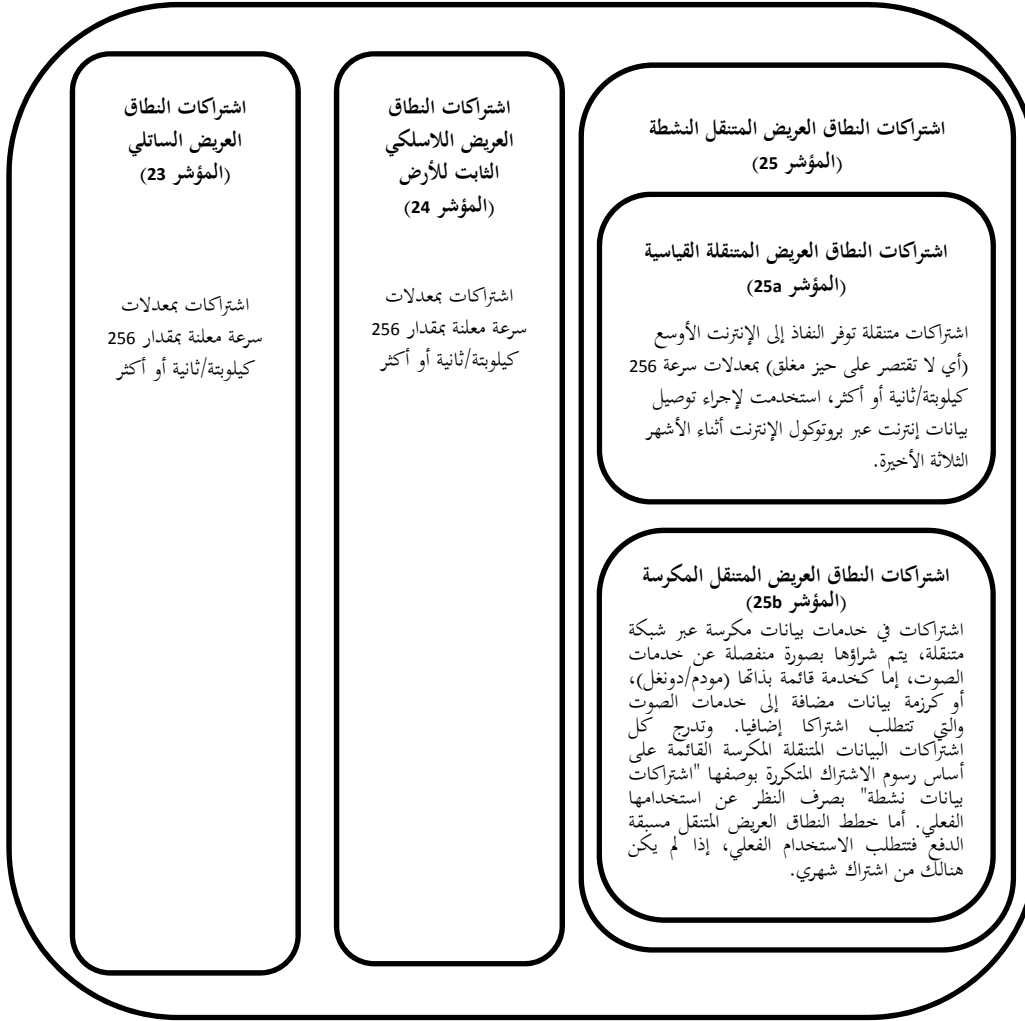 اشتراكات النطاق العريض المتنقل النشطة
(المؤشر 25)
اشتراكات النطاق العريض المتنقلة القياسية
(المؤشر 25a)
اشتراكات متنقلة توفر النفاذ إلى الإنترنت الأوسع
(أي لا تقتصر على حيز مغلق) بمعدلات سرعة 256
كيلوبتة/ثانية أو أكثر، استخدمت لإجراء توصيل
بيانات إنترنت عبر بروتوكول الإنترنت أثناء الأشهر
الثلاثة الأخيرة.
اشتراكات النطاق العريض المتنقل المكرسة
(المؤشر 25b)
اشتراكات في خدمات بيانات مكرسة عبر شبكة
متنقلة، يتم شراؤها بصورة منفصلة عن خدمات
الصوت، إما كخدمة قائمة بذاتها (مودم/دونغل)،
أو كرزمة بيانات مضافة إلى خدمات الصوت
والتي تتطلب اشتراكا إضافيا. وتدرج كل
اشتراكات البيانات المتنقلة المكرسة القائمة على
أساس رسوم الاشتراك المتكررة بوصفها "اشتراكات
بيانات نشطة" بصرف النظر عن استخدامها
الفعلي. أما خطط النطاق العريض المتنقل مسبقة
الدفع فتتطلب الاستخدام الفعلي، إذا لم يكن
هنالك من اشتراك شهري.
اشتراكات النطاق
العريض اللاسلكي
الثابت للأرض
(المؤشر 24)
اشتراكات بمعدلات
سرعة معلنة بمقدار 256
كيلوبتة/ثانية أو أكثر
اشتراكات النطاق
العريض الساتلي
(المؤشر 23)
اشتراكات بمعدلات
سرعة معلنة بمقدار 256
كيلوبتة/ثانية أو أكثر